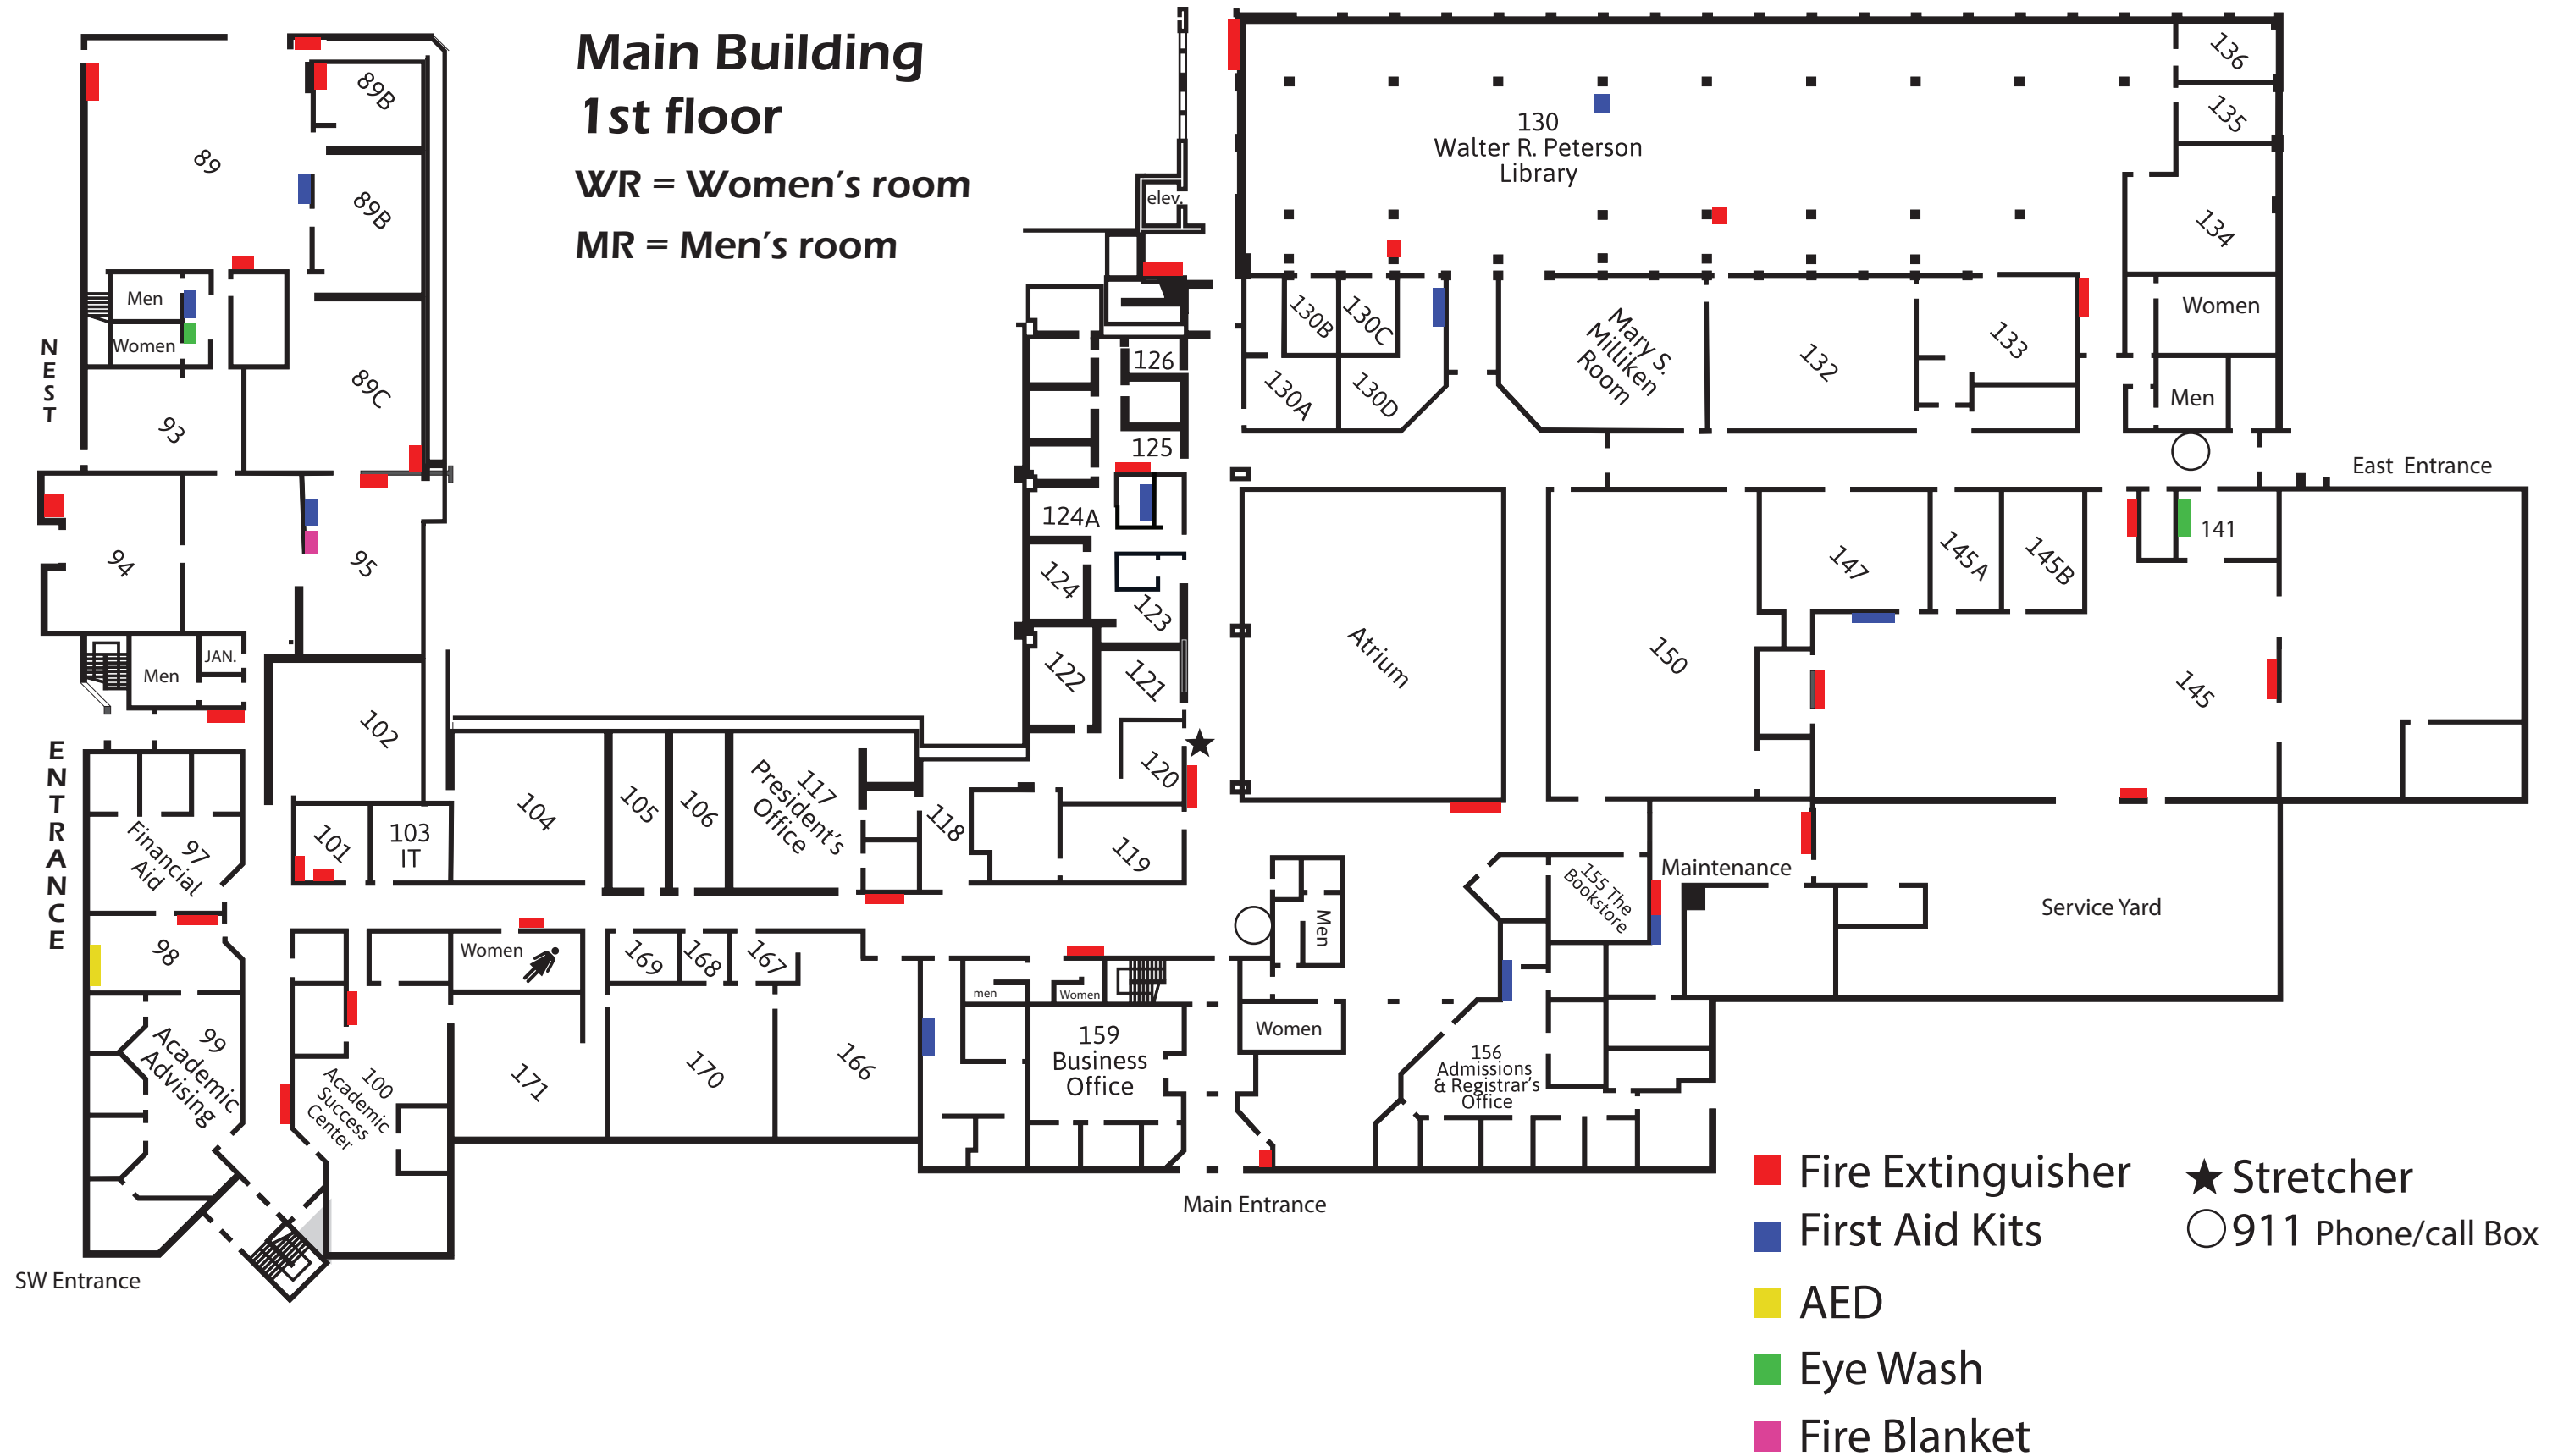 Main Building
1st floor
WR = Women's room
MR = Men's room
NEST
ENTRANCE
89
89B
89B
89C
Men
Women
93
94
95
Men
JAN.
102
97
Financial
Aid
98
99
Academic
Advising
100
Academic
Success
Center
SW Entrance
101
103
IT
104
105
106
117
President's
Office
118
119
120
121
122
123
124
124A
125
126
elev.
Women
169
168
167
171
170
166
men
Women
159
Business
Office
Main Entrance
Men
Women
130
Walter R. Peterson
Library
130A
130B
130C
130D
Mary S.
Milliken
Room
132
133
134
135
136
Women
Men
East Entrance
Atrium
150
147
145A
145B
141
145
155 The
Bookstore
Maintenance
Service Yard
156
Admissions
& Registrar's
Office
Fire Extinguisher
First Aid Kits
AED
Eye Wash
Fire Blanket
Stretcher
911 Phone/call Box